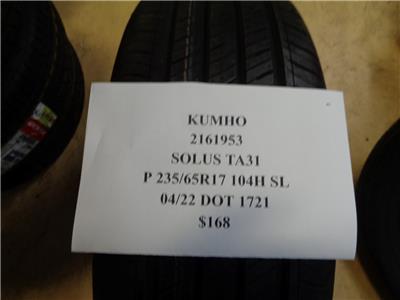 KUMHO
2161953
SOLUS TA31
P 235/65R17 104H SL
04/22 DOT 1721
$168